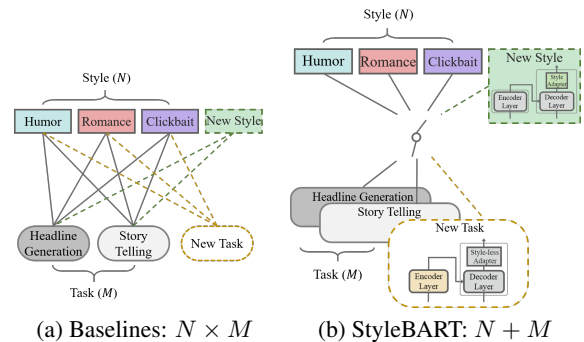 Style (N)
Humor
Romance
Clickbait
New Style
Headline
Generation
Story
Telling
New Task
Task (M)
(a) Baselines: N × M
Style (N)
Humor
Romance
Clickbait
New Style
Style
Adapter
Encoder
Layer
Decoder
Layer
Headline Generation
Story Telling
New Task
Style-less
Adapter
Encoder
Layer
Decoder
Layer
Task (M)
(b) StyleBART: N + M